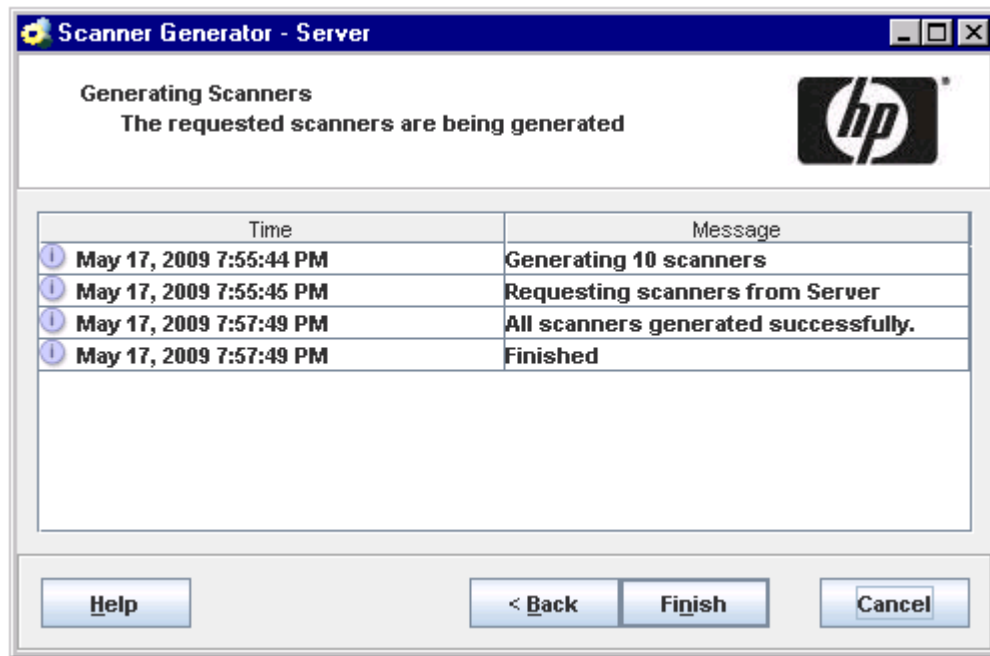 Scanner Generator - Server
Generating Scanners
The requested scanners are being generated
hp
Time Message
May 17, 2009 7:55:44 PM Generating 10 scanners
May 17, 2009 7:55:45 PM Requesting scanners from Server
May 17, 2009 7:57:49 PM All scanners generated successfully.
May 17, 2009 7:57:49 PM Finished
Help < Back Finish Cancel